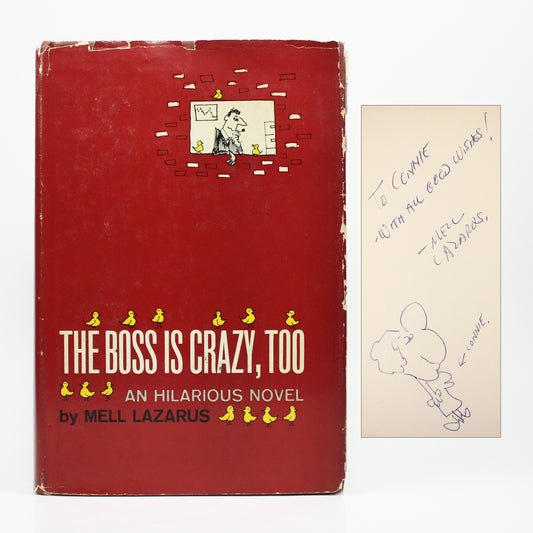 THE BOSS IS CRAZY, TOO
AN HILARIOUS NOVEL
by MELL LAZARUS
TO CONNIE
-WITH ALL GOOD WISHES!
-MELL
LAZARUS.
← CONNIE.